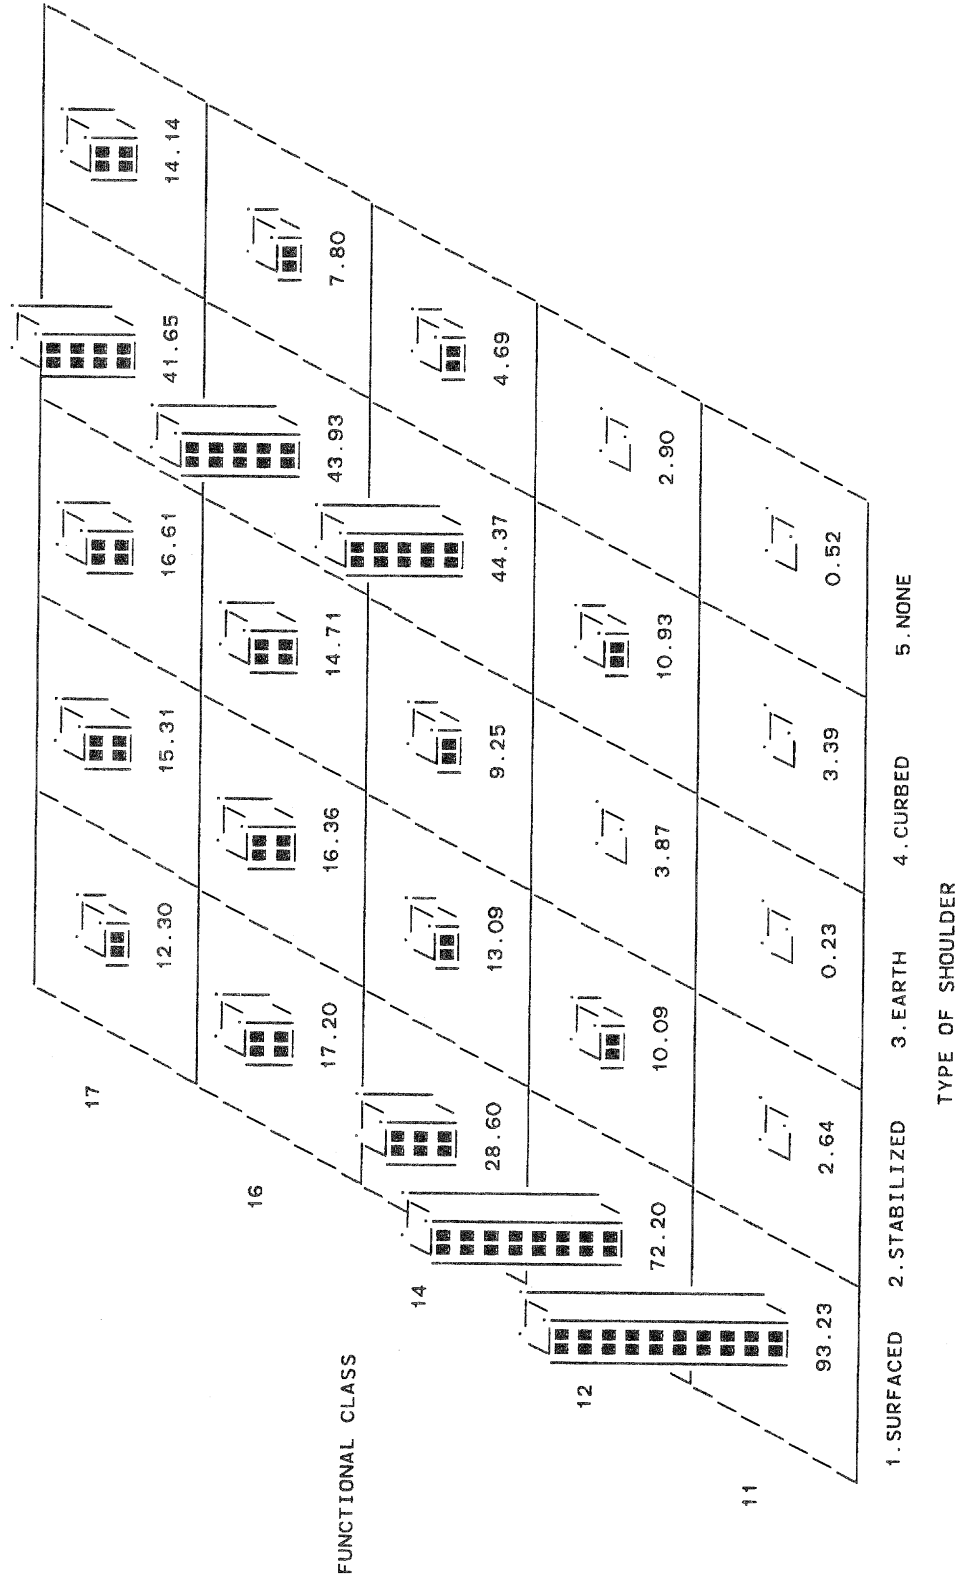 17
12.30 15.31 16.61 41.65 14.14
16
17.20 16.36 14.71 43.93 7.80
FUNCTIONAL CLASS
14
28.60 13.09 9.25 44.37 4.69
12
72.20 10.09 3.87 10.93 2.90
11
93.23 2.64 0.23 3.39 0.52
1.SURFACED 2.STABILIZED 3.EARTH 4.CURBED 5.NONE
TYPE OF SHOULDER